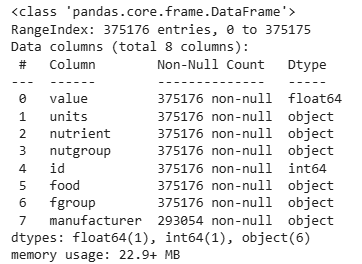 <class 'pandas.core.frame.DataFrame'>
RangeIndex: 375176 entries, 0 to 375175
Data columns (total 8 columns):
 #   Column        Non-Null Count   Dtype
---  ------        --------------   -----
 0   value         375176 non-null  float64
 1   units         375176 non-null  object
 2   nutrient      375176 non-null  object
 3   nutgroup      375176 non-null  object
 4   id            375176 non-null  int64
 5   food          375176 non-null  object
 6   fgroup        375176 non-null  object
 7   manufacturer  293054 non-null  object
dtypes: float64(1), int64(1), object(6)
memory usage: 22.9+ MB